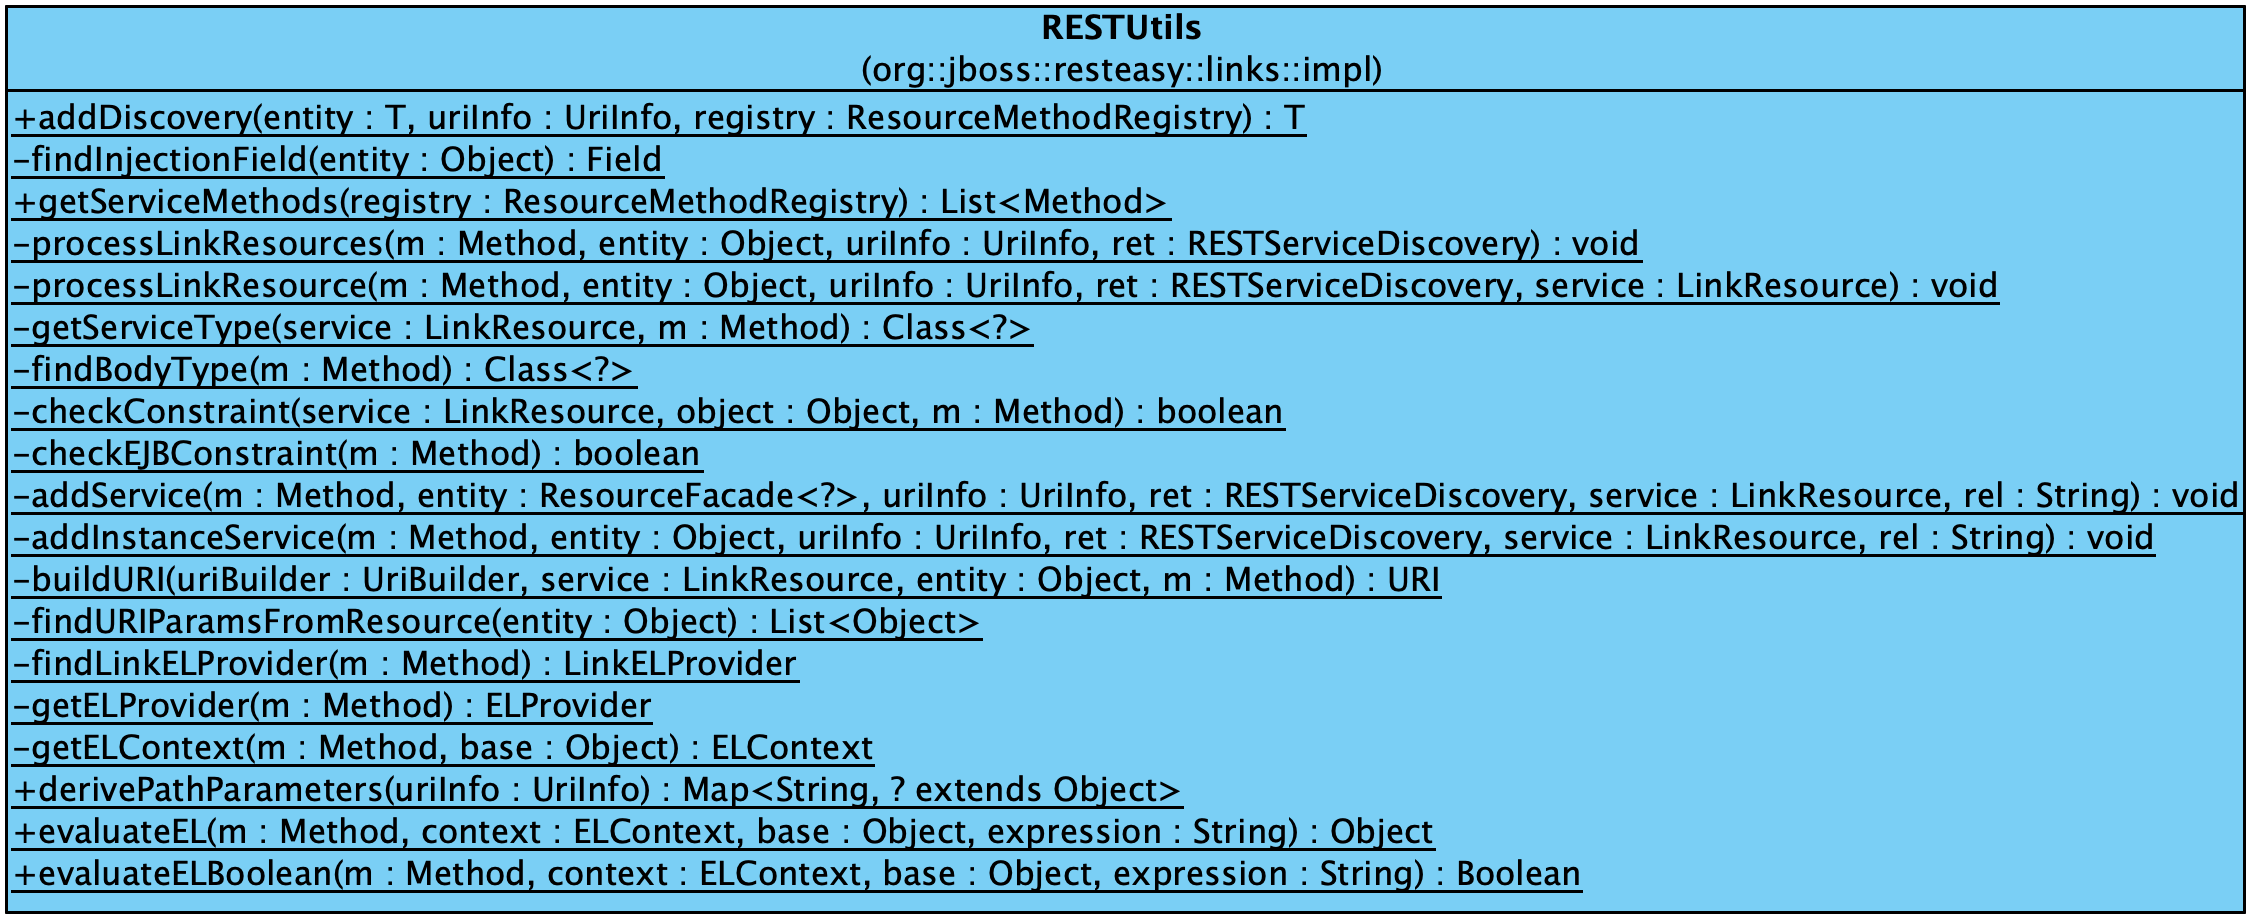 RESTUtils
(org::jboss::resteasy::links::impl)
+addDiscovery(entity : T, uriInfo : UriInfo, registry : ResourceMethodRegistry) : T
-findInjectionField(entity : Object) : Field
+getServiceMethods(registry : ResourceMethodRegistry) : List<Method>
-processLinkResources(m : Method, entity : Object, uriInfo : UriInfo, ret : RESTServiceDiscovery) : void
-processLinkResource(m : Method, entity : Object, uriInfo : UriInfo, ret : RESTServiceDiscovery, service : LinkResource) : void
-getServiceType(service : LinkResource, m : Method) : Class<?>
-findBodyType(m : Method) : Class<?>
-checkConstraint(service : LinkResource, object : Object, m : Method) : boolean
-checkEJBConstraint(m : Method) : boolean
-addService(m : Method, entity : ResourceFacade<?>, uriInfo : UriInfo, ret : RESTServiceDiscovery, service : LinkResource, rel : String) : void
-addInstanceService(m : Method, entity : Object, uriInfo : UriInfo, ret : RESTServiceDiscovery, service : LinkResource, rel : String) : void
-buildURI(uriBuilder : UriBuilder, service : LinkResource, entity : Object, m : Method) : URI
-findURIParamsFromResource(entity : Object) : List<Object>
-findLinkELProvider(m : Method) : LinkELProvider
-getELProvider(m : Method) : ELProvider
-getELContext(m : Method, base : Object) : ELContext
+derivePathParameters(uriInfo : UriInfo) : Map<String, ? extends Object>
+evaluateEL(m : Method, context : ELContext, base : Object, expression : String) : Object
+evaluateELBoolean(m : Method, context : ELContext, base : Object, expression : String) : Boolean